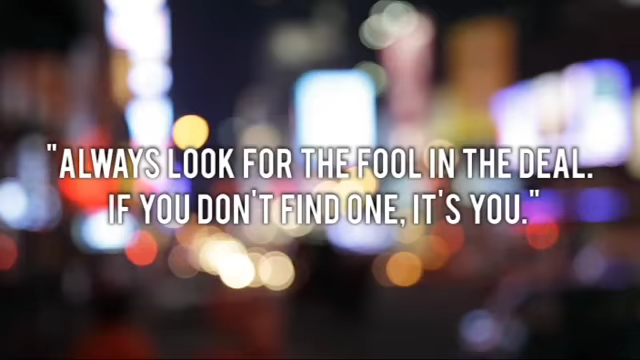 "ALWAYS LOOK FOR THE FOOL IN THE DEAL.
IF YOU DON'T FIND ONE, IT'S YOU."